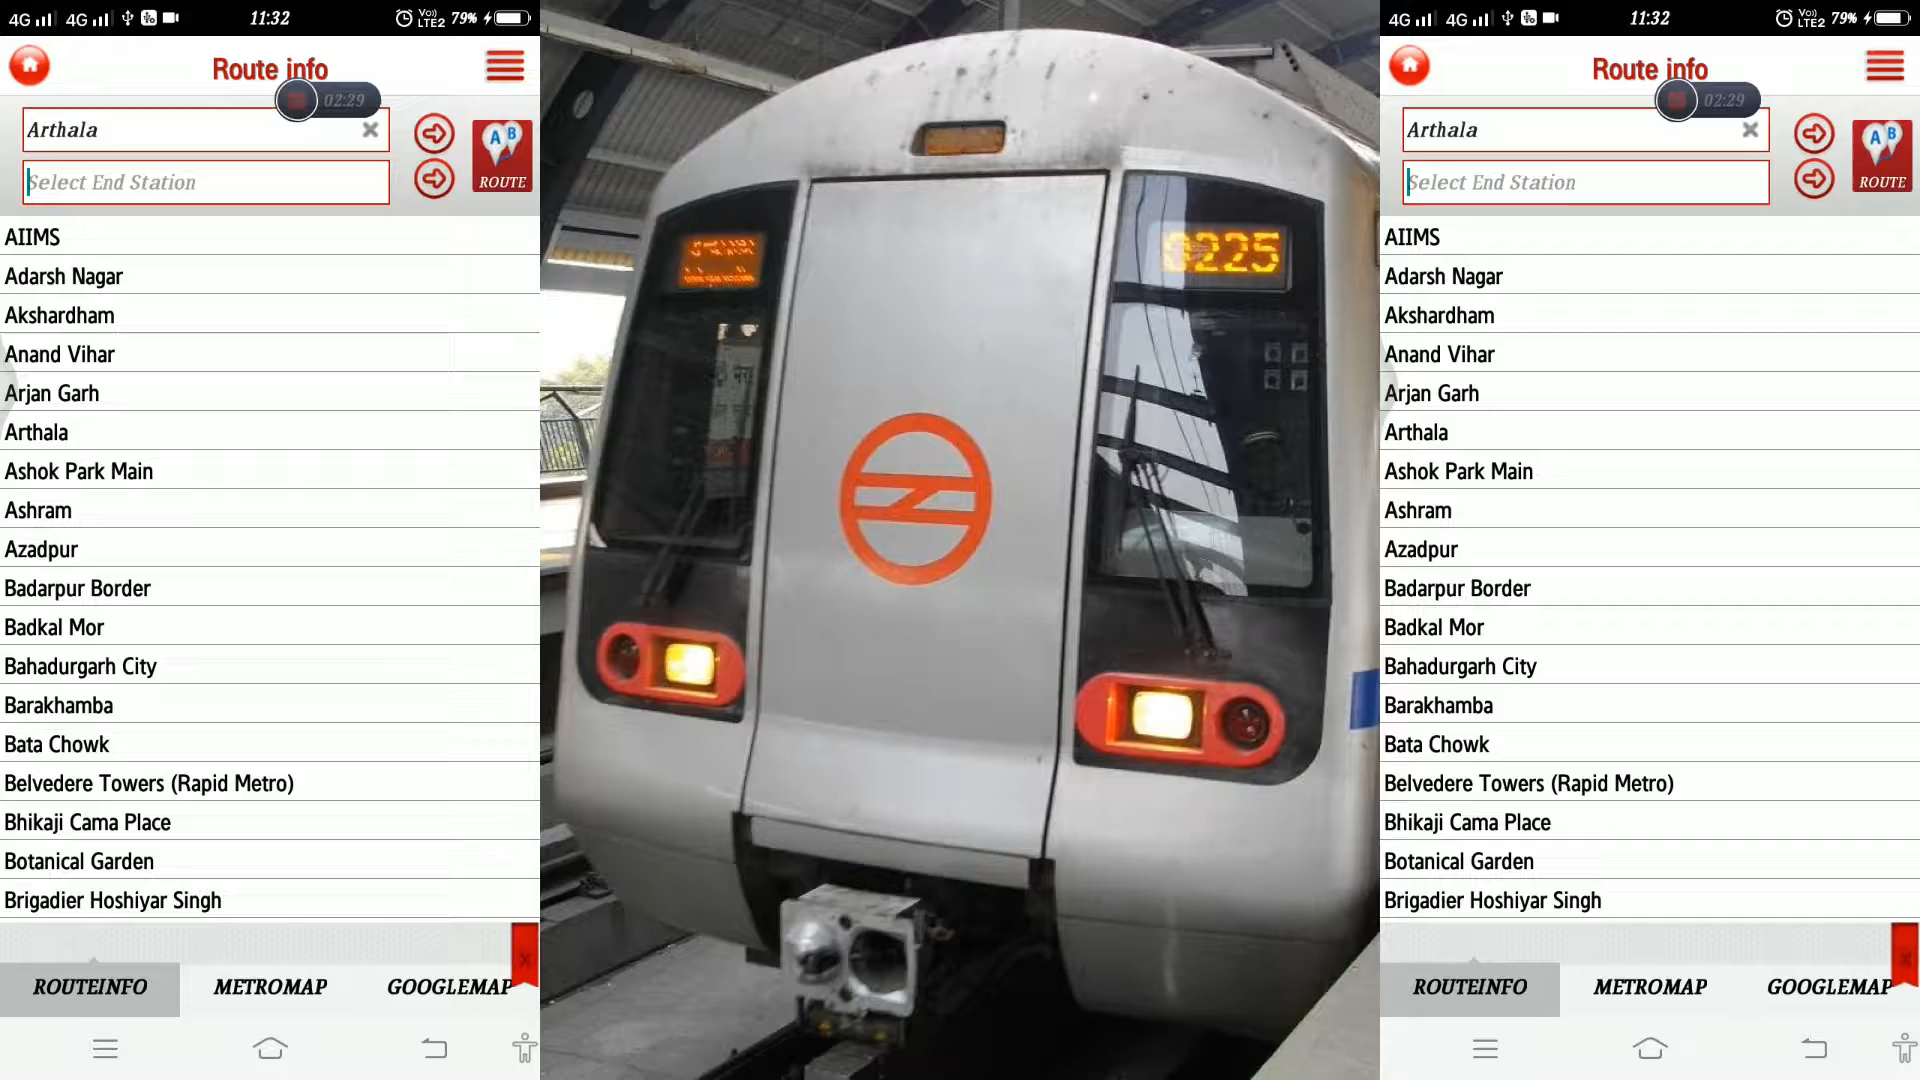 4G 4G 11:32 Vo) LTE2 79%
Route info
02:29
Arthala
Select End Station
A B
ROUTE
AIIMS
Adarsh Nagar
Akshardham
Anand Vihar
Arjan Garh
Arthala
Ashok Park Main
Ashram
Azadpur
Badarpur Border
Badkal Mor
Bahadurgarh City
Barakhamba
Bata Chowk
Belvedere Towers (Rapid Metro)
Bhikaji Cama Place
Botanical Garden
Brigadier Hoshiyar Singh
ROUTEINFO METROMAP GOOGLEMAP
0225
4G 4G 11:32 Vo) LTE2 79%
Route info
02:29
Arthala
Select End Station
A B
ROUTE
AIIMS
Adarsh Nagar
Akshardham
Anand Vihar
Arjan Garh
Arthala
Ashok Park Main
Ashram
Azadpur
Badarpur Border
Badkal Mor
Bahadurgarh City
Barakhamba
Bata Chowk
Belvedere Towers (Rapid Metro)
Bhikaji Cama Place
Botanical Garden
Brigadier Hoshiyar Singh
ROUTEINFO METROMAP GOOGLEMAP